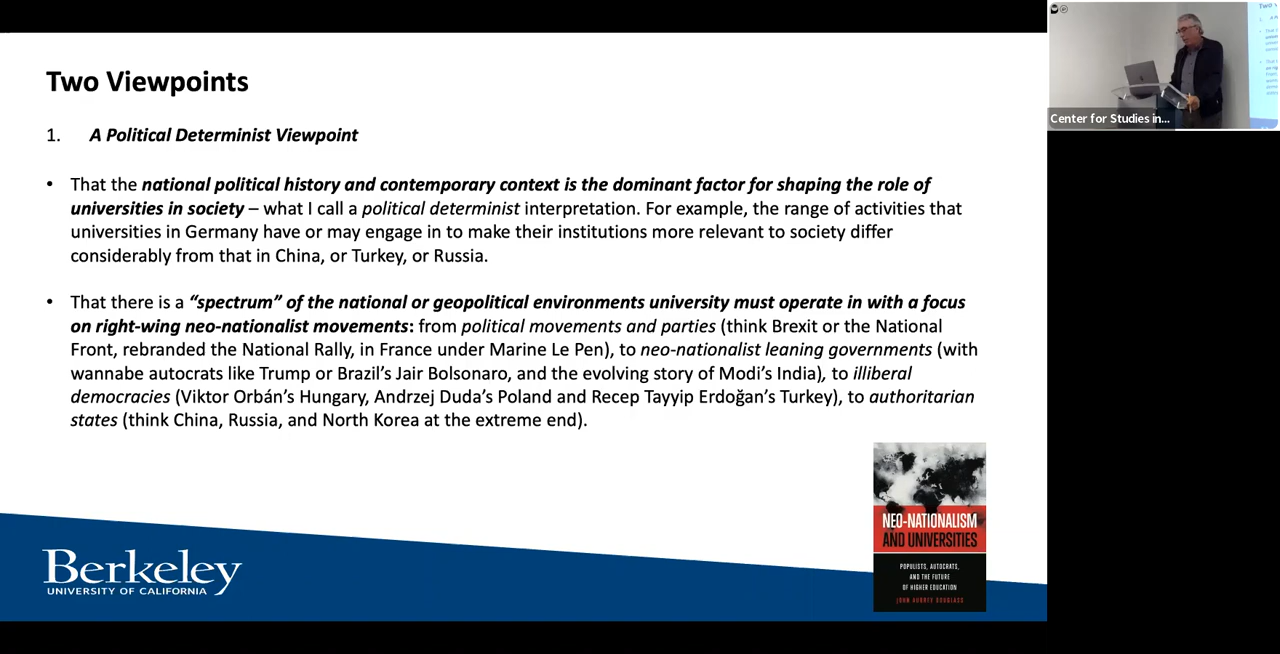 Two Viewpoints
1. A Political Determinist Viewpoint
• That the national political history and contemporary context is the dominant factor for shaping the role of
universities in society – what I call a political determinist interpretation. For example, the range of activities that
universities in Germany have or may engage in to make their institutions more relevant to society differ
considerably from that in China, or Turkey, or Russia.
• That there is a “spectrum” of the national or geopolitical environments university must operate in with a focus
on right-wing neo-nationalist movements: from political movements and parties (think Brexit or the National
Front, rebranded the National Rally, in France under Marine Le Pen), to neo-nationalist leaning governments (with
wannabe autocrats like Trump or Brazil’s Jair Bolsonaro, and the evolving story of Modi’s India), to illiberal
democracies (Viktor Orbán’s Hungary, Andrzej Duda’s Poland and Recep Tayyip Erdoğan’s Turkey), to authoritarian
states (think China, Russia, and North Korea at the extreme end).
Berkeley
UNIVERSITY OF CALIFORNIA
NEO-NATIONALISM
AND UNIVERSITIES
POPULISTS, AUTOCRATS,
AND THE FUTURE
OF HIGHER EDUCATION
JOHN AUBREY DOUGLASS
Center for Studies in...